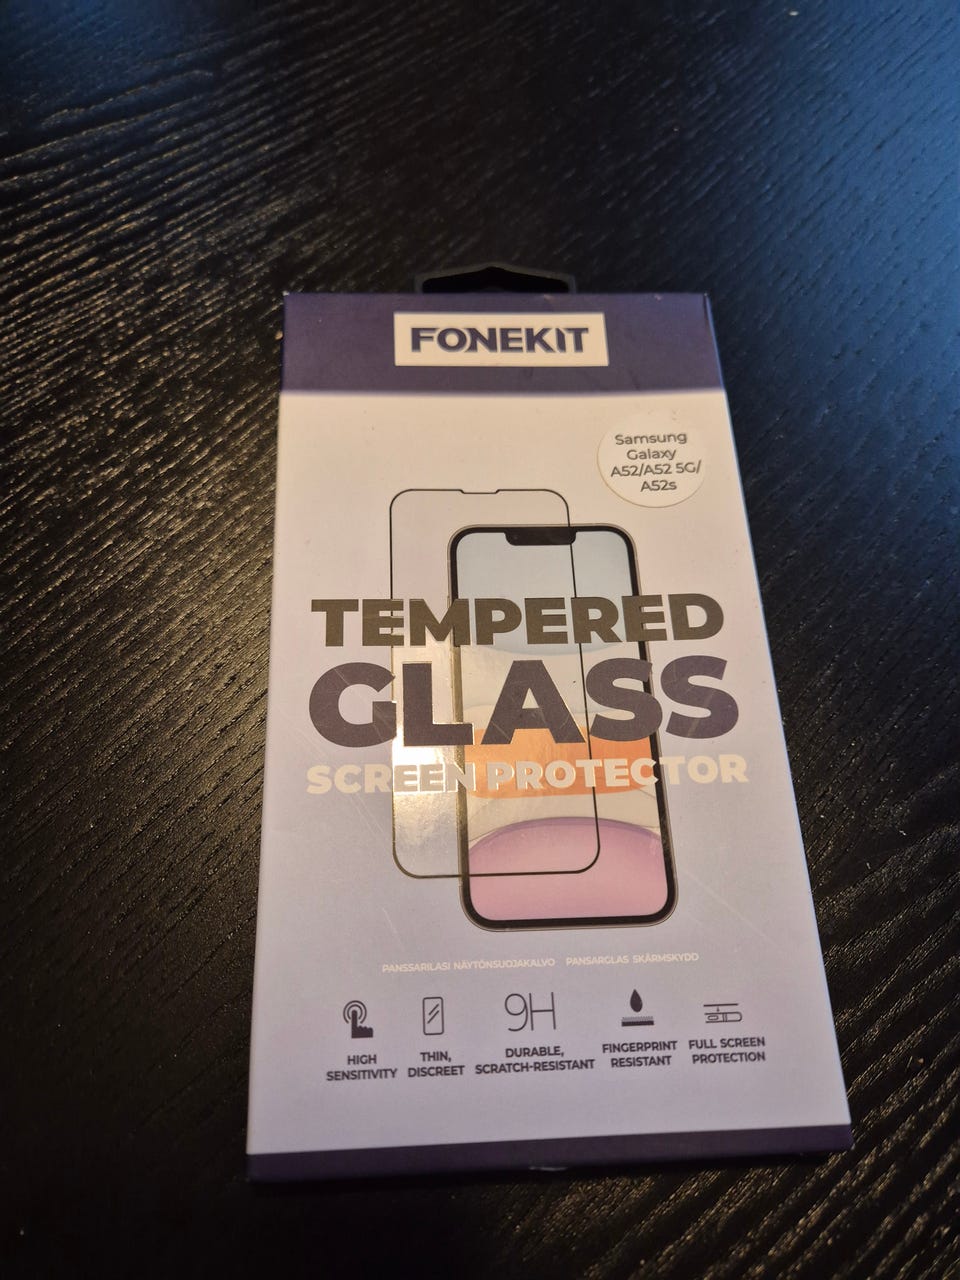 FONEKIT
Samsung
Galaxy
A52/A52 5G/
A52s
TEMPERED
GLASS
SCREEN PROTECTOR
PANSSARILASI NÄYTÖNSUOJAKALVO PANSARGLAS SKÄRMSKYDD
HIGH
SENSITIVITY
THIN,
DISCREET
9H
DURABLE,
SCRATCH-RESISTANT
FINGERPRINT
RESISTANT
FULL SCREEN
PROTECTION